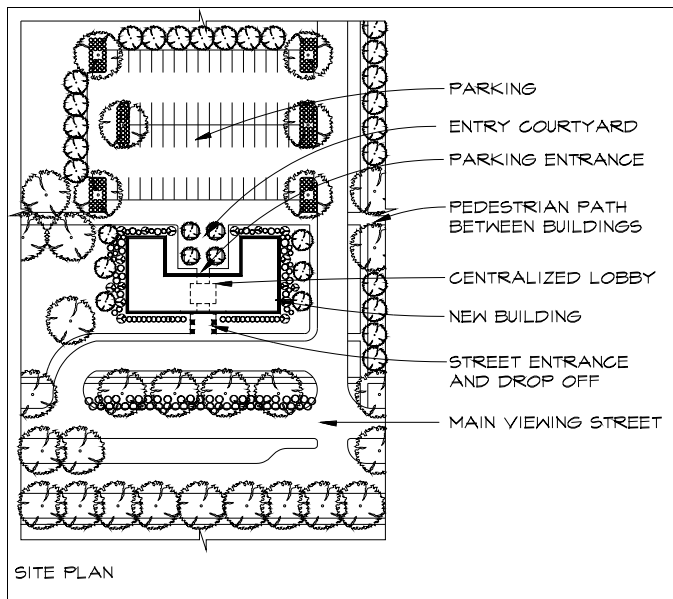 PARKING
ENTRY COURTYARD
PARKING ENTRANCE
PEDESTRIAN PATH
BETWEEN BUILDINGS
CENTRALIZED LOBBY
NEW BUILDING
STREET ENTRANCE
AND DROP OFF
MAIN VIEWING STREET
SITE PLAN